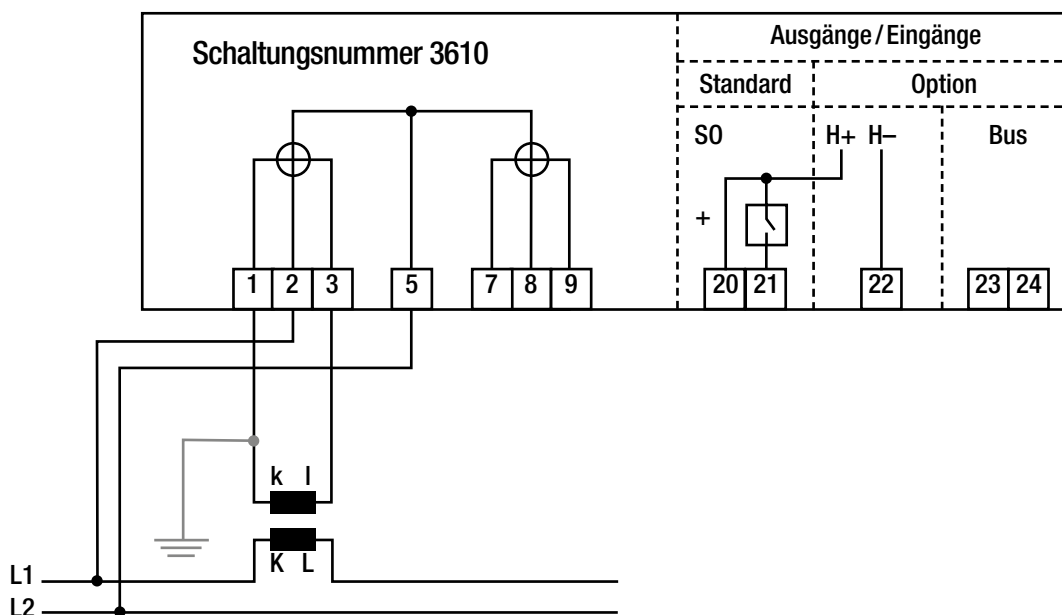 Schaltungsnummer 3610
Ausgänge / Eingänge
Standard
Option
SO
H+ H–
Bus
+
1 2 3 5 7 8 9 20 21 22 23 24
k l
K L
L1
L2